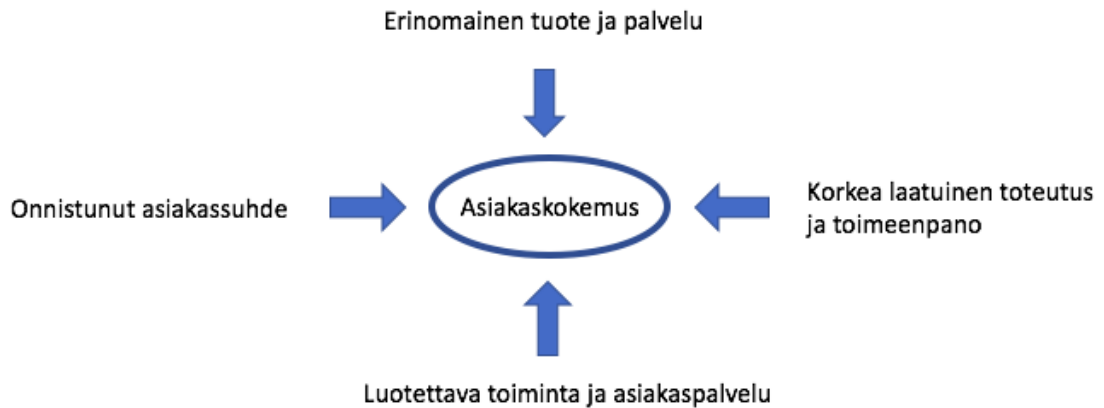 Erinomainen tuote ja palvelu
Onnistunut asiakassuhde
Asiakaskokemus
Korkea laatuinen toteutus
ja toimeenpano
Luotettava toiminta ja asiakaspalvelu